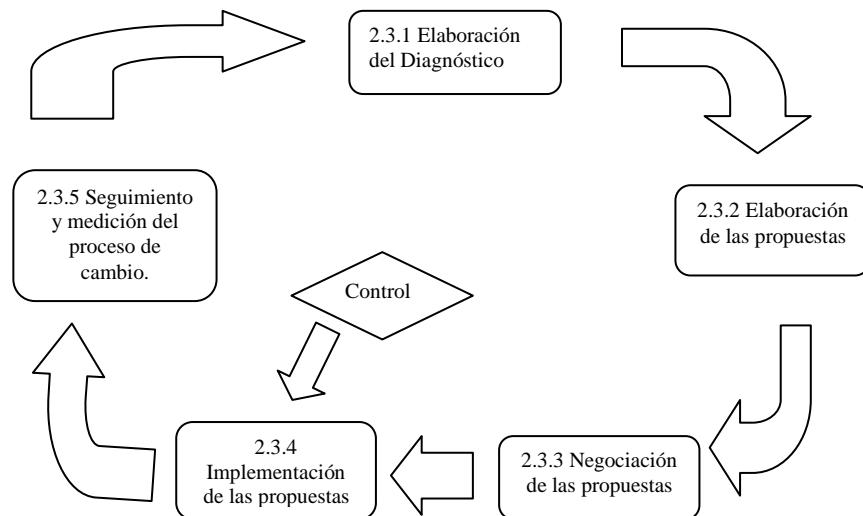 2.3.1 Elaboración
del Diagnóstico
2.3.2 Elaboración
de las propuestas
2.3.3 Negociación
de las propuestas
2.3.4
Implementación
de las propuestas
2.3.5 Seguimiento
y medición del
proceso de
cambio.
Control